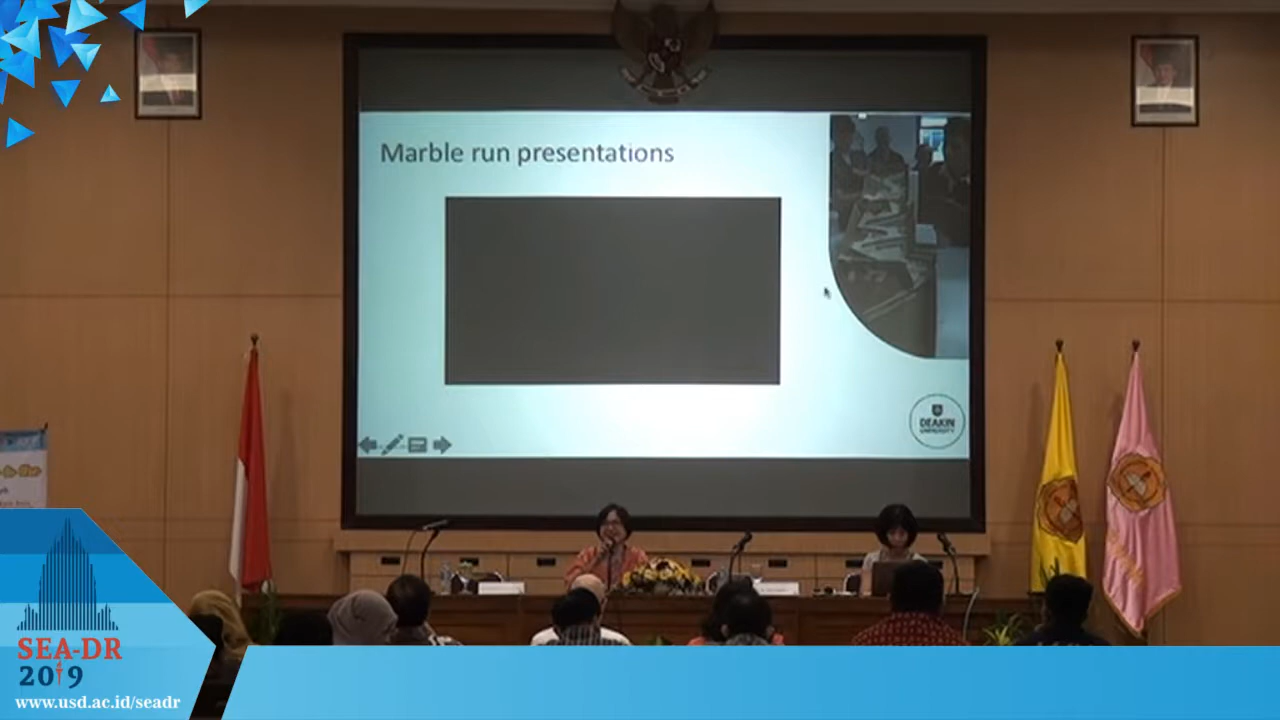 Marble run presentations
DEAKIN
UNIVERSITY
SEA-DR
2019
www.usd.ac.id/seadr